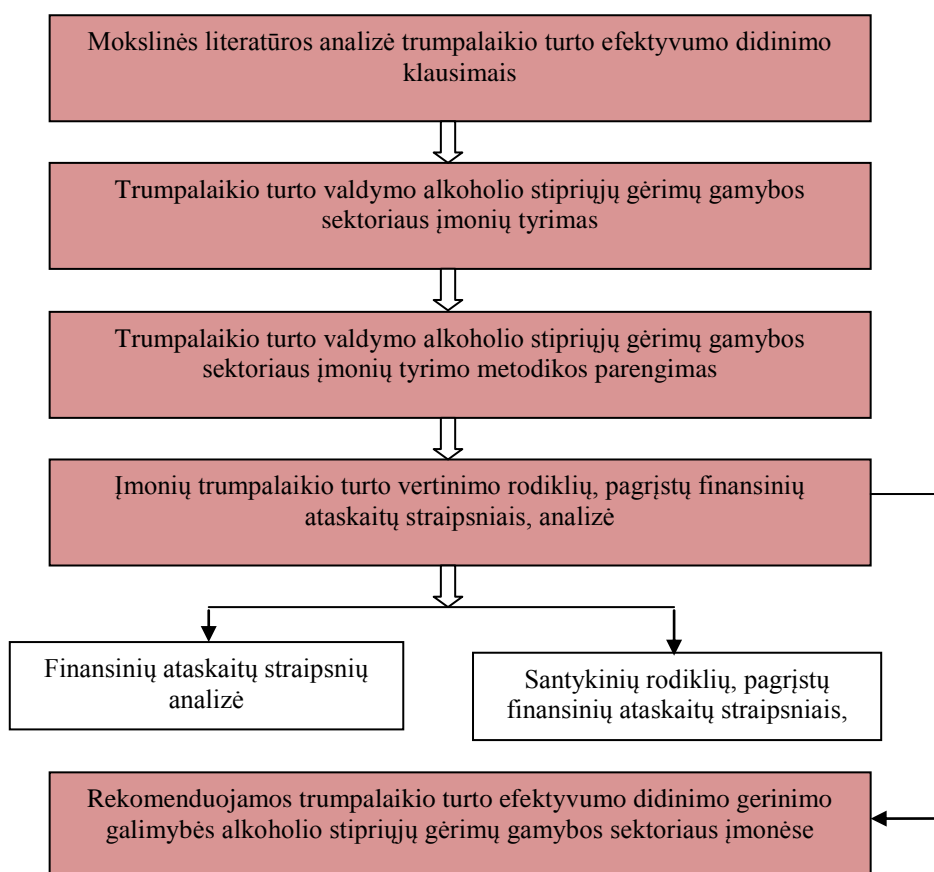 Mokslinės literatūros analizė trumpalaikio turto efektyvumo didinimo
klausimais
Trumpalaikio turto valdymo alkoholio stipriųjų gėrimų gamybos
sektoriaus įmonių tyrimas
Trumpalaikio turto valdymo alkoholio stipriųjų gėrimų gamybos
sektoriaus įmonių tyrimo metodikos parengimas
Įmonių trumpalaikio turto vertinimo rodiklių, pagrįstų finansinių
ataskaitų straipsniais, analizė
Finansinių ataskaitų straipsnių
analizė
Santykinių rodiklių, pagrįstų
finansinių ataskaitų straipsniais,
Rekomenduojamos trumpalaikio turto efektyvumo didinimo gerinimo
galimybės alkoholio stipriųjų gėrimų gamybos sektoriaus įmonėse